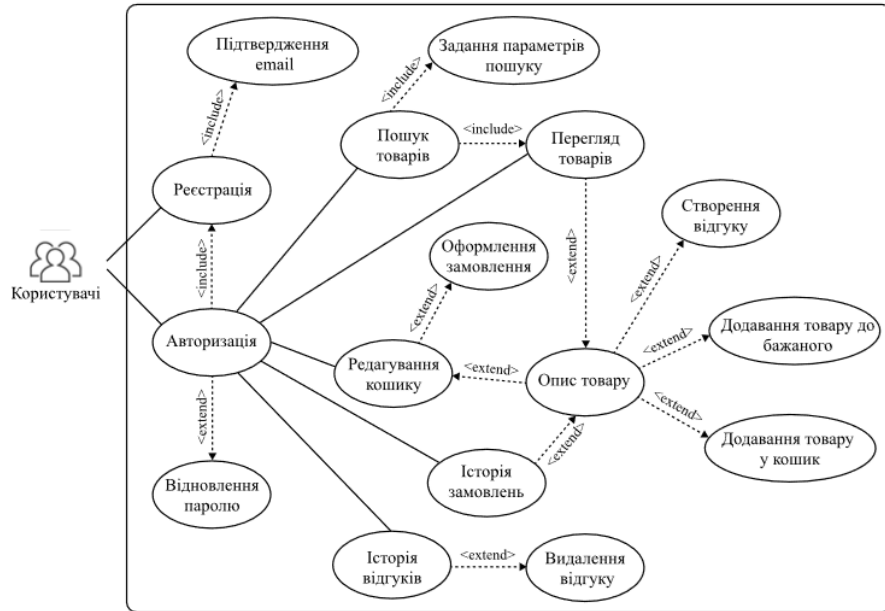 Підтвердження
email
Задання параметрів
пошуку
<include>
<include>
Пошук
товарів
<include>
Перегляд
товарів
Реєстрація
Створення
відгуку
Користувачі
<include>
Оформлення
замовлення
<extend>
<extend>
Авторизація
<extend>
Редагування
кошику
<extend>
Опис товару
<extend>
Додавання товару до
бажаного
<extend>
<extend>
<extend>
Додавання товару
у кошик
Відновлення
паролю
Історія
замовлень
Історія
відгуків
<extend>
Видалення
відгуку